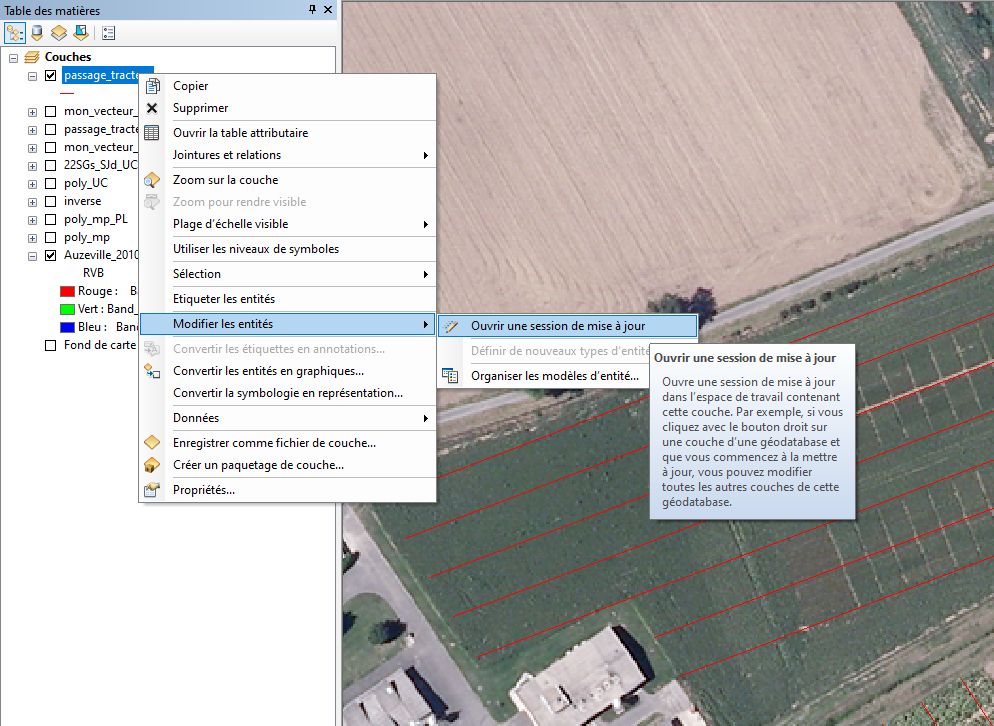 Table des matières
Couches
passage_tracte
mon_vecteur_
passage_tracte
mon_vecteur_
22SGs_SJd_UC
poly_UC
inverse
poly_mp_PL
poly_mp
Auzeville_2010
RVB
Rouge :
Vert : Band_
Bleu : Band
Fond de carte
Copier
Supprimer
Ouvrir la table attributaire
Jointures et relations
Zoom sur la couche
Zoom pour rendre visible
Plage d'échelle visible
Utiliser les niveaux de symboles
Sélection
Etiqueter les entités
Modifier les entités
Convertir les étiquettes en annotations...
Convertir les entités en graphiques...
Convertir la symbologie en représentation...
Données
Enregistrer comme fichier de couche...
Créer un paquetage de couche...
Propriétés...
Ouvrir une session de mise à jour
Définir de nouveaux types d'entité
Organiser les modèles d'entité...
Ouvrir une session de mise à jour
Ouvre une session de mise à jour
dans l'espace de travail contenant
cette couche. Par exemple, si vous
cliquez avec le bouton droit sur
une couche d'une géodatabase et
que vous commencez à la mettre
à jour, vous pouvez modifier
toutes les autres couches de cette
géodatabase.